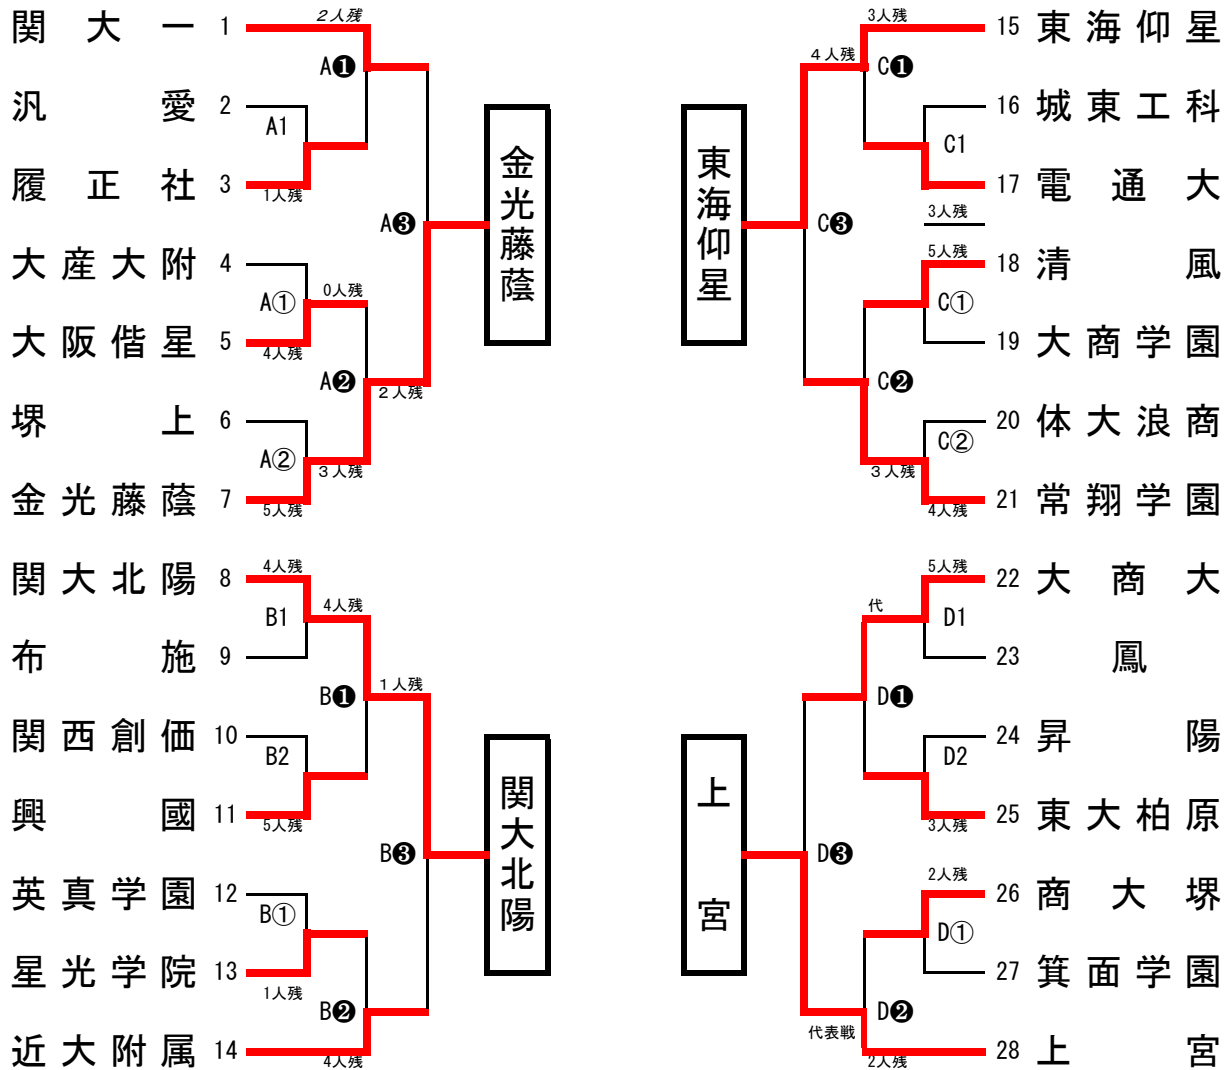 関大一 1
2人残
A❶
汎愛 2
A1
履正社 3
1人残
A❸
大産大附 4
A①
0人残
大阪偕星 5
4人残
A❷
2人残
堺上 6
A②
3人残
金光藤蔭 7
5人残
金光藤蔭
関大北陽 8
4人残
B1
4人残
布施 9
B❶
1人残
関西創価 10
B2
興國 11
5人残
B❸
英真学園 12
B①
星光学院 13
1人残
B❷
近大附属 14
4人残
関大北陽
3人残
15 東海仰星
4人残
C❶
16 城東工科
C1
17 電通大
3人残
C❸
5人残
18 清風
C①
19 大商学園
C❷
20 体大浪商
C②
3人残
21 常翔学園
4人残
東海仰星
5人残
22 大商大
代
D1
23 鳳
D❶
24 昇陽
D2
25 東大柏原
3人残
D❸
2人残
26 商大堺
D①
27 箕面学園
D❷
代表戦
28 上宮
2人残
上宮